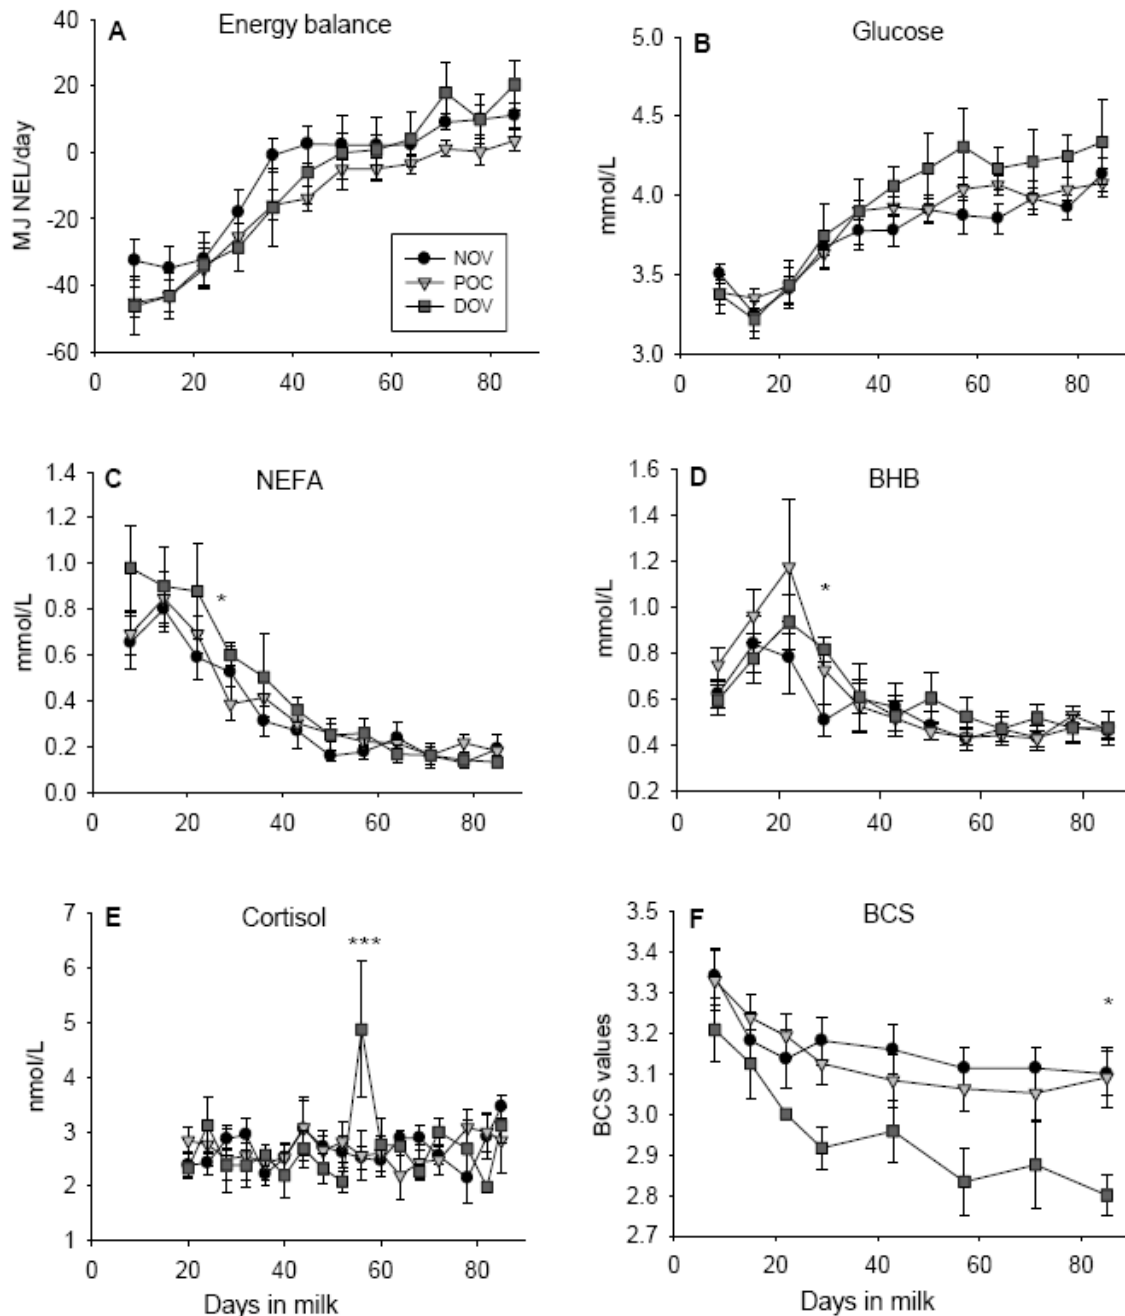 A Energy balance
40
20
0
-20
-40
-60
MJ NEL/day
0 20 40 60 80
NOV
POC
DOV
B Glucose
5.0
4.5
4.0
3.5
3.0
mmol/L
0 20 40 60 80
C NEFA
1.4
1.2
1.0
0.8
0.6
0.4
0.2
0.0
mmol/L
*
0 20 40 60 80
D BHB
1.6
1.4
1.2
1.0
0.8
0.6
0.4
0.2
mmol/L
*
0 20 40 60 80
E Cortisol
7
6
5
4
3
2
1
nmol/L
***
0 20 40 60 80
Days in milk
F BCS
3.5
3.4
3.3
3.2
3.1
3.0
2.9
2.8
2.7
BCS values
*
0 20 40 60 80
Days in milk